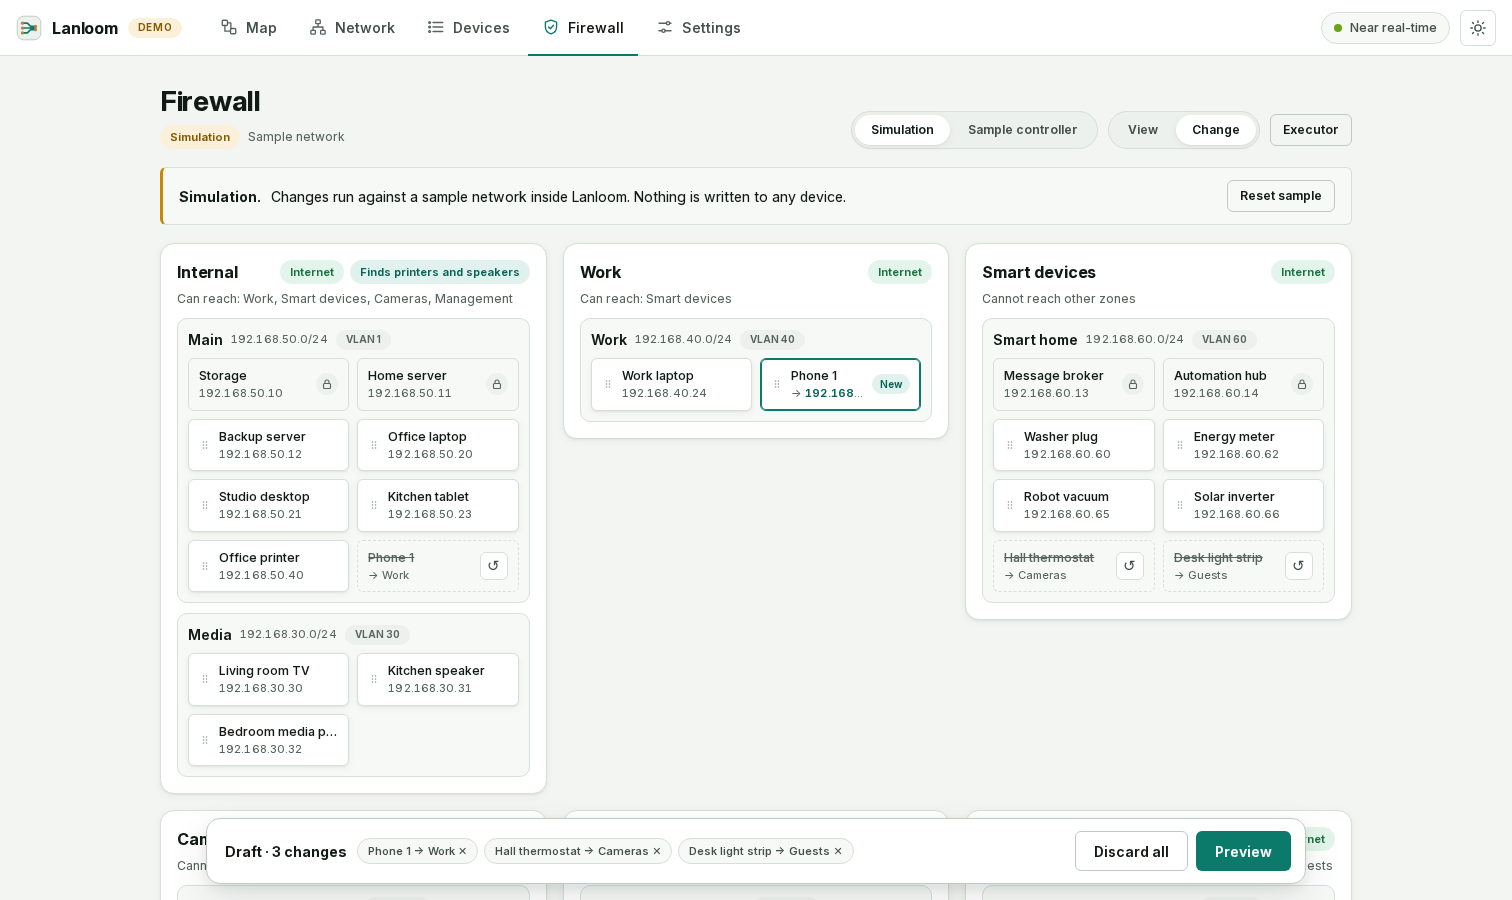 Lanloom DEMO Map Network Devices Firewall Settings Near real-time
Firewall
Simulation Sample network
Simulation Sample controller View Change Executor
Simulation. Changes run against a sample network inside Lanloom. Nothing is written to any device. Reset sample
Internal Internet Finds printers and speakers
Can reach: Work, Smart devices, Cameras, Management
Main 192.168.50.0/24 VLAN 1
Storage
192.168.50.10
Home server
192.168.50.11
Backup server
192.168.50.12
Office laptop
192.168.50.20
Studio desktop
192.168.50.21
Kitchen tablet
192.168.50.23
Office printer
192.168.50.40
Phone 1
→ Work
↺
Media 192.168.30.0/24 VLAN 30
Living room TV
192.168.30.30
Kitchen speaker
192.168.30.31
Bedroom media p...
192.168.30.32
Work Internet
Can reach: Smart devices
Work 192.168.40.0/24 VLAN 40
Work laptop
192.168.40.24
Phone 1
→ 192.168...
New
Smart devices Internet
Cannot reach other zones
Smart home 192.168.60.0/24 VLAN 60
Message broker
192.168.60.13
Automation hub
192.168.60.14
Washer plug
192.168.60.60
Energy meter
192.168.60.62
Robot vacuum
192.168.60.65
Solar inverter
192.168.60.66
Hall thermostat
→ Cameras
↺
Desk light strip
→ Guests
↺
Draft · 3 changes Phone 1 → Work × Hall thermostat → Cameras × Desk light strip → Guests × Discard all Preview